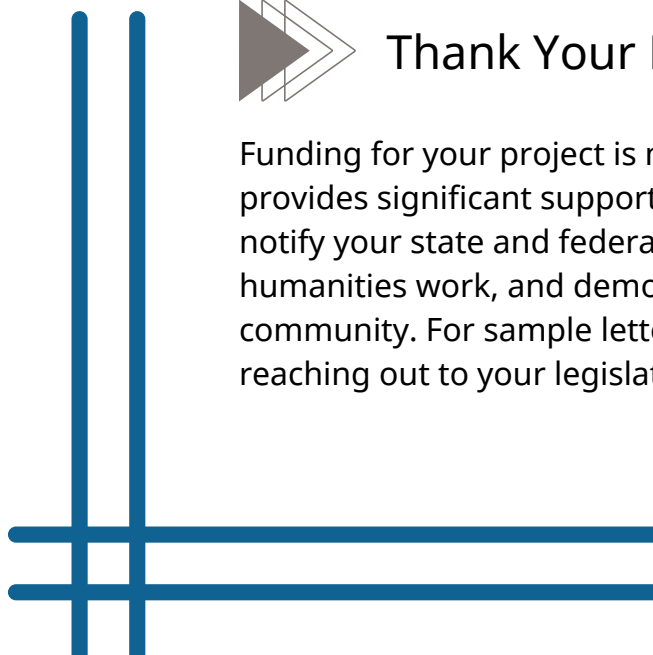 Thank Your
Funding for your project is
provides significant support
notify your state and federa
humanities work, and demo
community. For sample lett
reaching out to your legisla